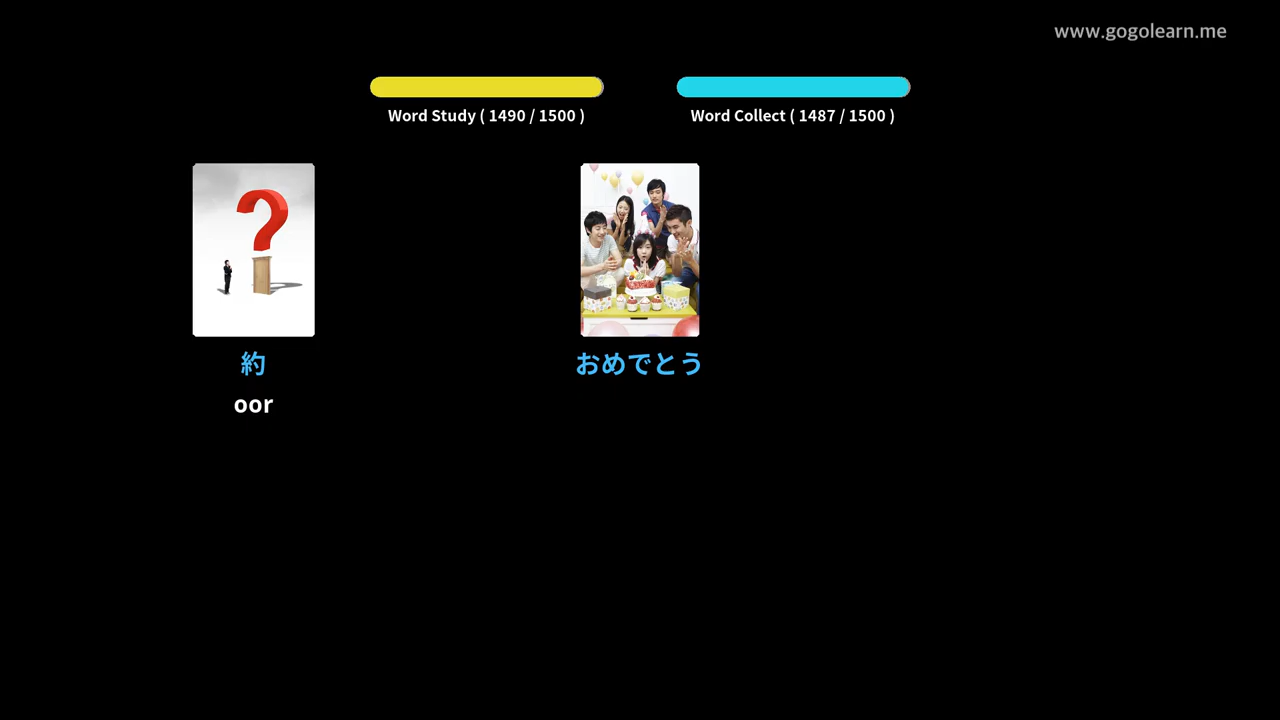 www.gogolearn.me
Word Study ( 1490 / 1500 )
Word Collect ( 1487 / 1500 )
約
おめでとう
oor